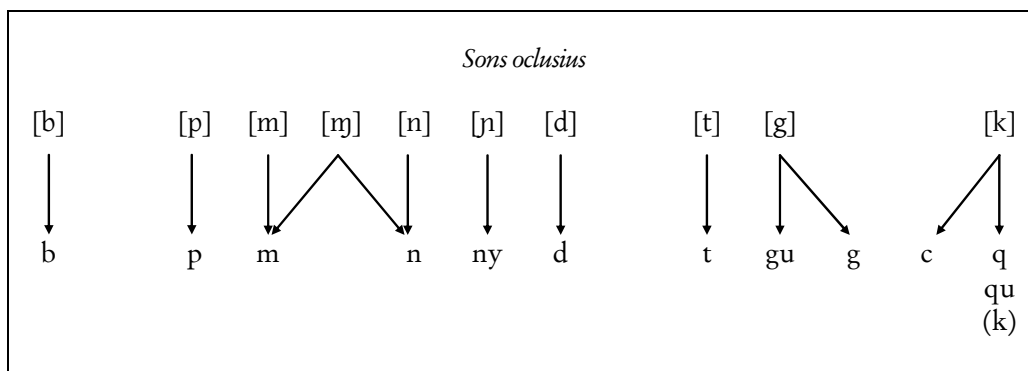 Sons oclusius
[b] [p] [m] [ɱ] [n] [ɲ] [d] [t] [g] [k]
b p m n ny d t gu g c q
qu
(k)